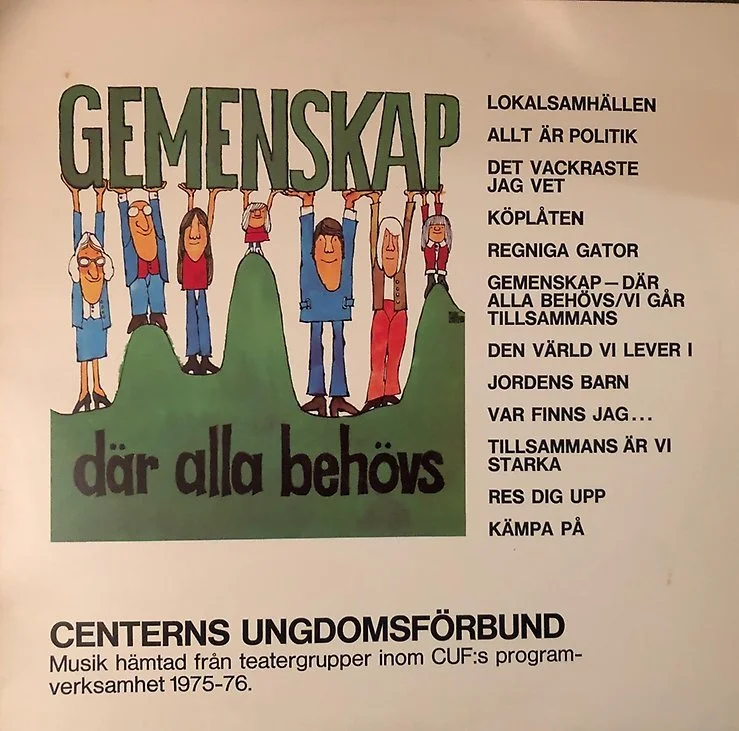 GEMENSKAP
där alla behövs
LOKALSAMHÄLLEN
ALLT ÄR POLITIK
DET VACKRASTE
JAG VET
KÖPLÅTEN
REGNIGA GATOR
GEMENSKAP — DÄR
ALLA BEHÖVS/VI GÅR
TILLSAMMANS
DEN VÄRLD VI LEVER I
JORDENS BARN
VAR FINNS JAG...
TILLSAMMANS ÄR VI
STARKA
RES DIG UPP
KÄMPA PÅ
CENTERNS UNGDOMSFÖRBUND
Musik hämtad från teatergrupper inom CUF:s program-
verksamhet 1975-76.